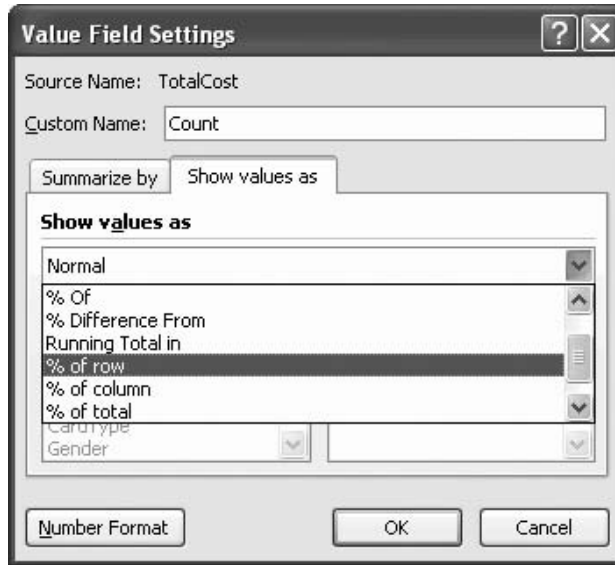 Value Field Settings
Source Name: TotalCost
Custom Name: Count
Summarize by Show values as
Show values as
Normal
% Of
% Difference From
Running Total in
% of row
% of column
% of total
CardType
Gender
Number Format OK Cancel